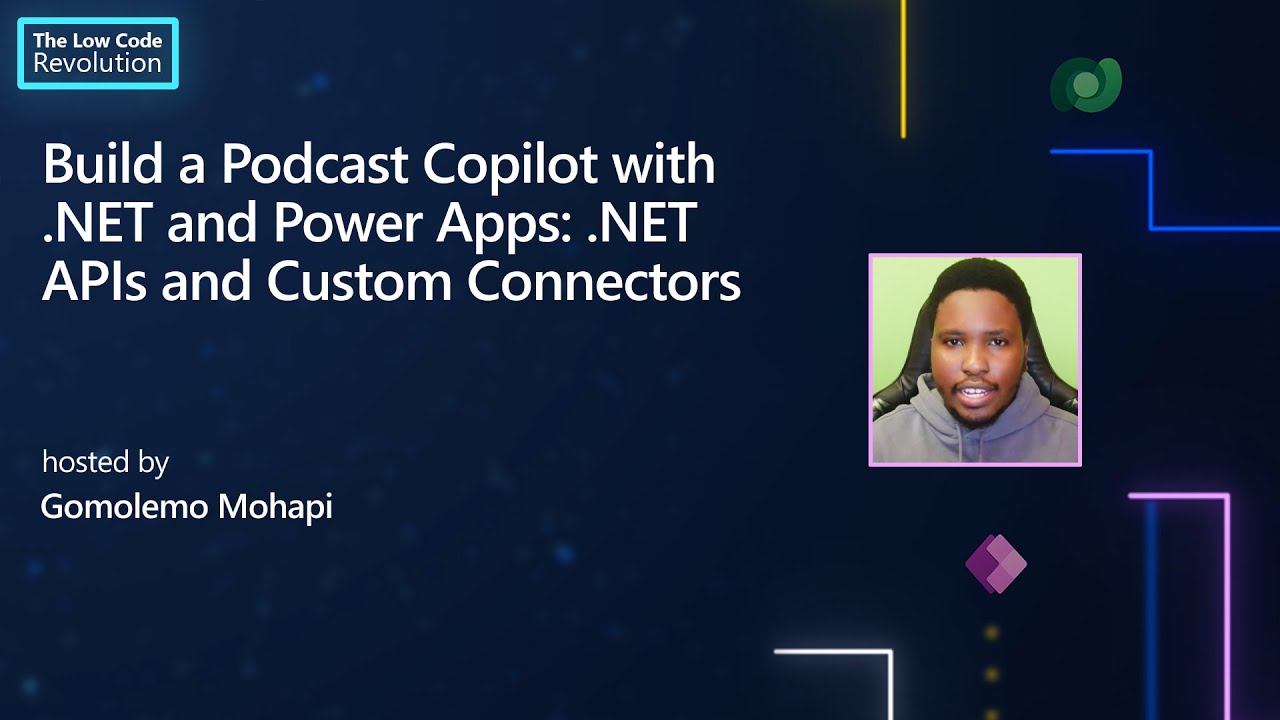 The Low Code
Revolution
Build a Podcast Copilot with
.NET and Power Apps: .NET
APIs and Custom Connectors
hosted by
Gomolemo Mohapi